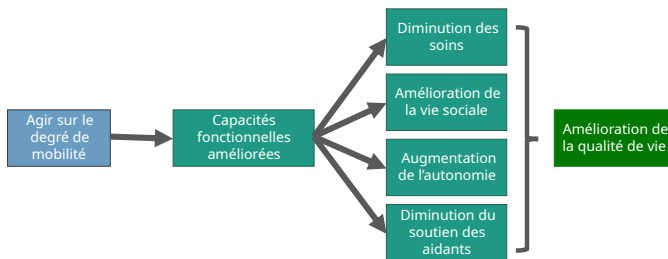 Agir sur le
degré de
mobilité
Capacités
fonctionnelles
améliorées
Diminution des
soins
Amélioration de
la vie sociale
Augmentation
de l'autonomie
Diminution du
soutien des
aidants
Amélioration de
la qualité de vie